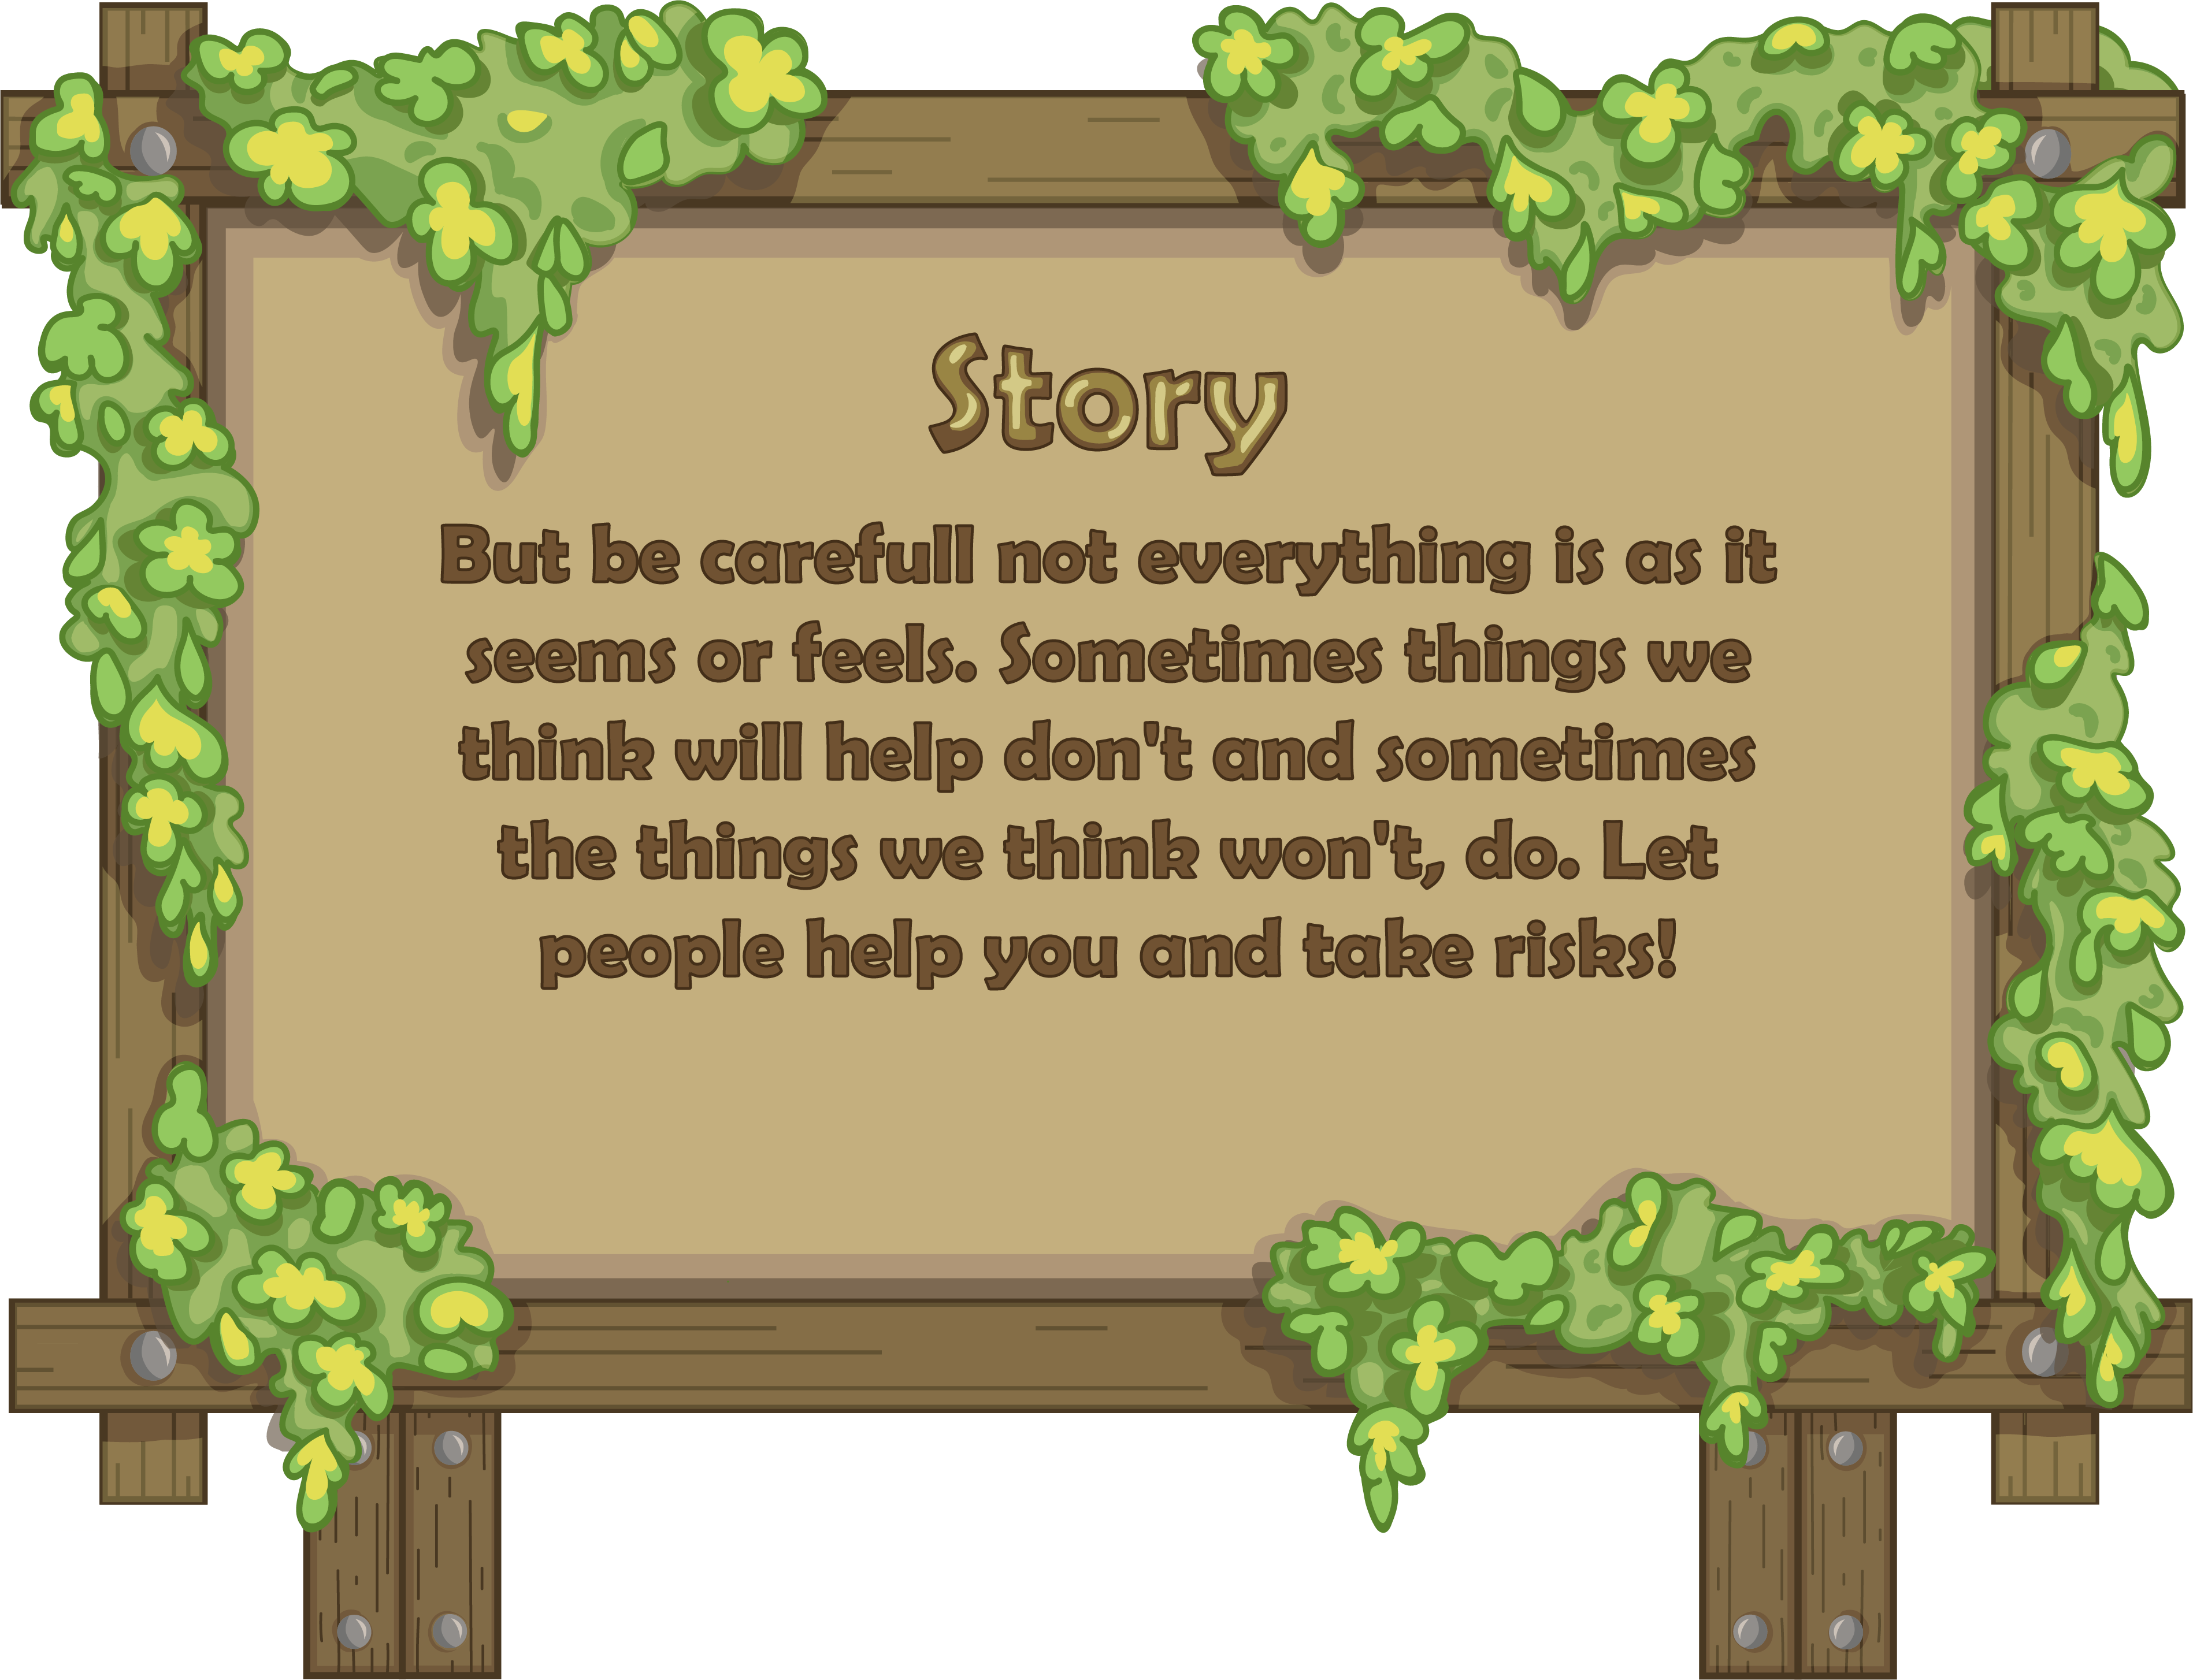 Story
But be carefull not everything is as it
seems or feels. Sometimes things we
think will help don't and sometimes
the things we think won't, do. Let
people help you and take risks!